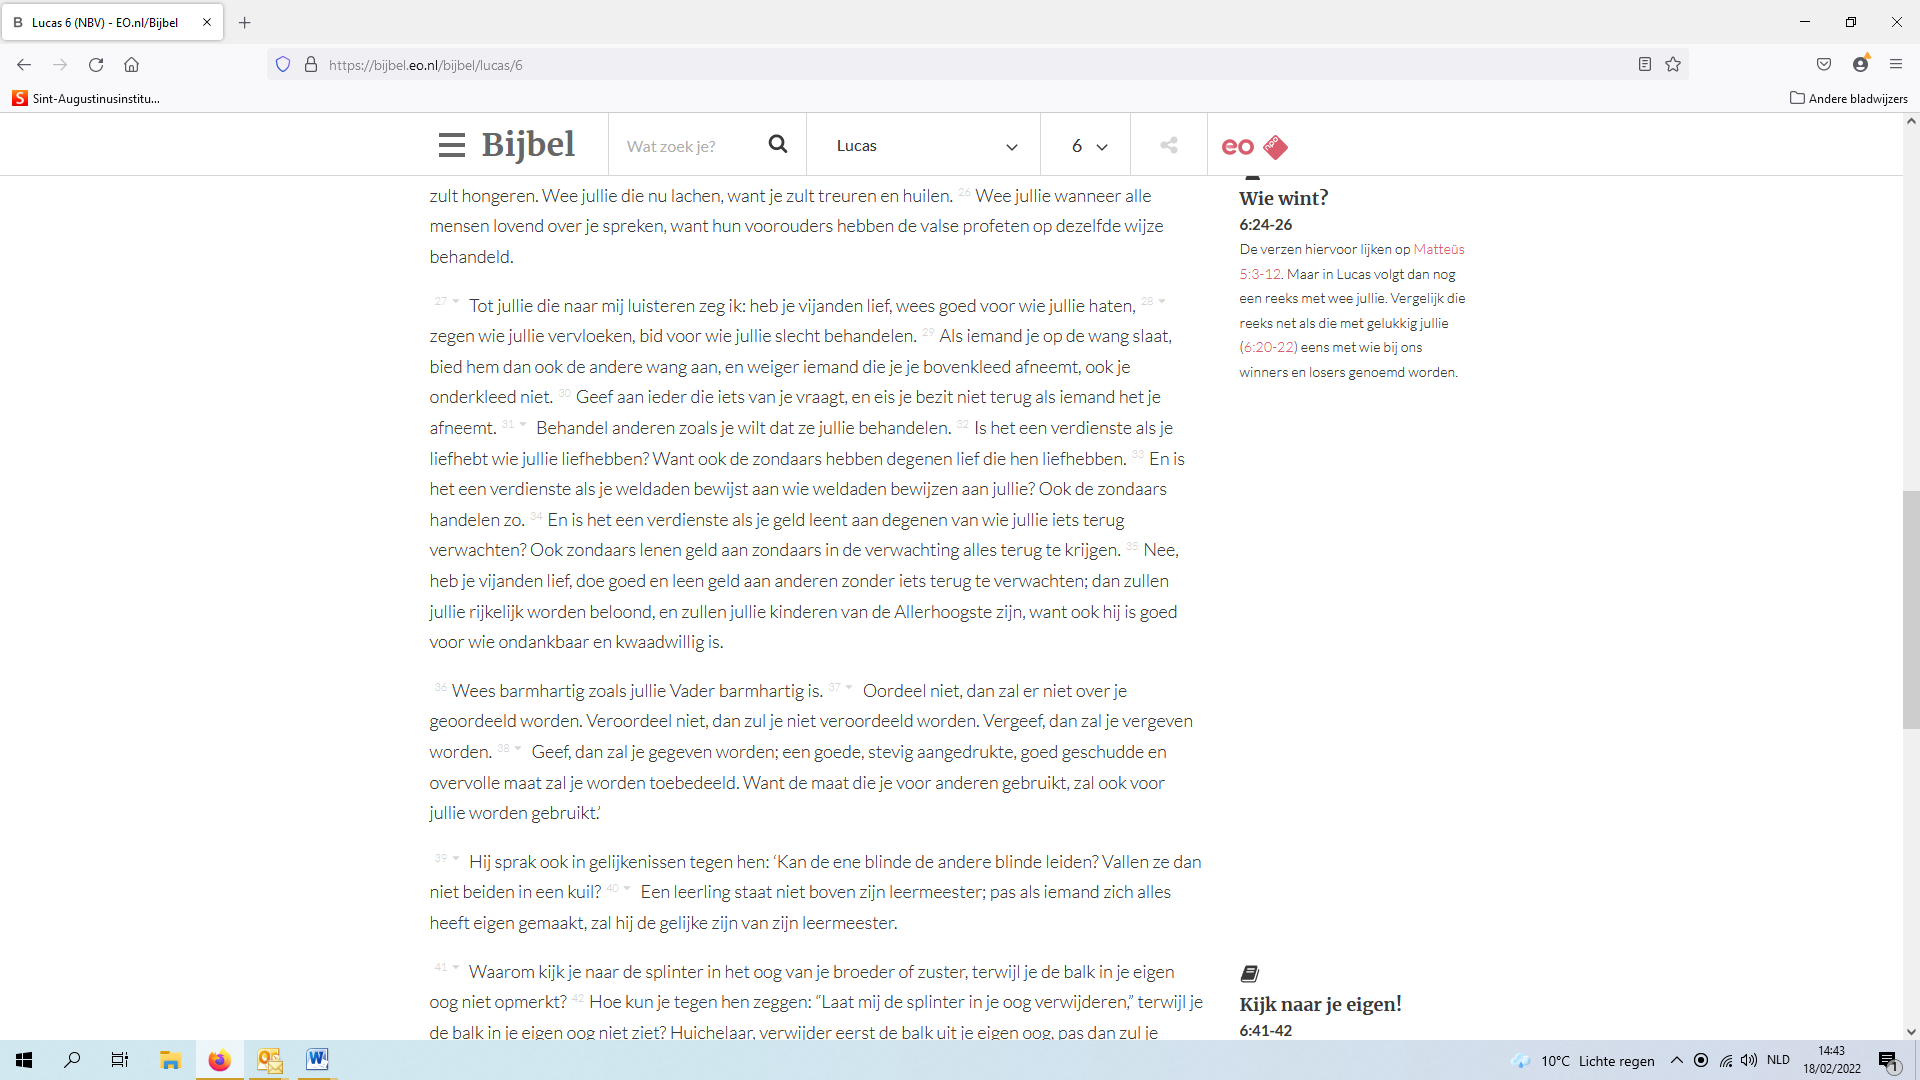 B Lucas 6 (NBV) - EO.nl/Bijbel
https://bijbel.eo.nl/bijbel/lucas/6
Sint-Augustinusinstitu...
Andere bladwijzers
Bijbel
Wat zoek je?
Lucas
6
eo
npo
zult hongeren. Wee jullie die nu lachen, want je zult treuren en huilen. 26 Wee jullie wanneer alle
mensen lovend over je spreken, want hun voorouders hebben de valse profeten op dezelfde wijze
behandeld.
27 Tot jullie die naar mij luisteren zeg ik: heb je vijanden lief, wees goed voor wie jullie haten, 28
zegen wie jullie vervloeken, bid voor wie jullie slecht behandelen. 29 Als iemand je op de wang slaat,
bied hem dan ook de andere wang aan, en weiger iemand die je je bovenkleed afneemt, ook je
onderkleed niet. 30 Geef aan ieder die iets van je vraagt, en eis je bezit niet terug als iemand het je
afneemt. 31 Behandel anderen zoals je wilt dat ze jullie behandelen. 32 Is het een verdienste als je
liefhebt wie jullie liefhebben? Want ook de zondaars hebben degenen lief die hen liefhebben. 33 En is
het een verdienste als je weldaden bewijst aan wie weldaden bewijzen aan jullie? Ook de zondaars
handelen zo. 34 En is het een verdienste als je geld leent aan degenen van wie jullie iets terug
verwachten? Ook zondaars lenen geld aan zondaars in de verwachting alles terug te krijgen. 35 Nee,
heb je vijanden lief, doe goed en leen geld aan anderen zonder iets terug te verwachten; dan zullen
jullie rijkelijk worden beloond, en zullen jullie kinderen van de Allerhoogste zijn, want ook hij is goed
voor wie ondankbaar en kwaadwillig is.
36 Wees barmhartig zoals jullie Vader barmhartig is. 37 Oordeel niet, dan zal er niet over je
geoordeeld worden. Veroordeel niet, dan zul je niet veroordeeld worden. Vergeef, dan zal je vergeven
worden. 38 Geef, dan zal je gegeven worden; een goede, stevig aangedrukte, goed geschudde en
overvolle maat zal je worden toebedeeld. Want de maat die je voor anderen gebruikt, zal ook voor
jullie worden gebruikt.’
39 Hij sprak ook in gelijkenissen tegen hen: ‘Kan de ene blinde de andere blinde leiden? Vallen ze dan
niet beiden in een kuil? 40 Een leerling staat niet boven zijn leermeester; pas als iemand zich alles
heeft eigen gemaakt, zal hij de gelijke zijn van zijn leermeester.
41 Waarom kijk je naar de splinter in het oog van je broeder of zuster, terwijl je de balk in je eigen
oog niet opmerkt? 42 Hoe kun je tegen hen zeggen: “Laat mij de splinter in je oog verwijderen,” terwijl je
de balk in je eigen oog niet ziet? Huichelaar, verwijder eerst de balk uit je eigen oog, pas dan zul je
Wie wint?
6:24-26
De verzen hiervoor lijken op Matteüs
5:3-12. Maar in Lucas volgt dan nog
een reeks met wee jullie. Vergelijk die
reeks net als die met gelukkig jullie
(6:20-22) eens met wie bij ons
winners en losers genoemd worden.
Kijk naar je eigen!
6:41-42
10°C Lichte regen
NLD
14:43
18/02/2022
1